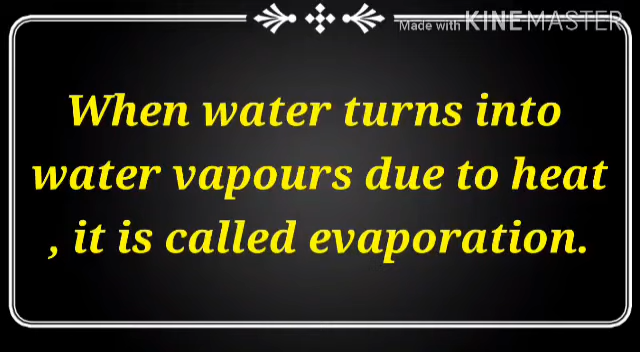 Made with KINEMASTER
When water turns into
water vapours due to heat
, it is called evaporation.